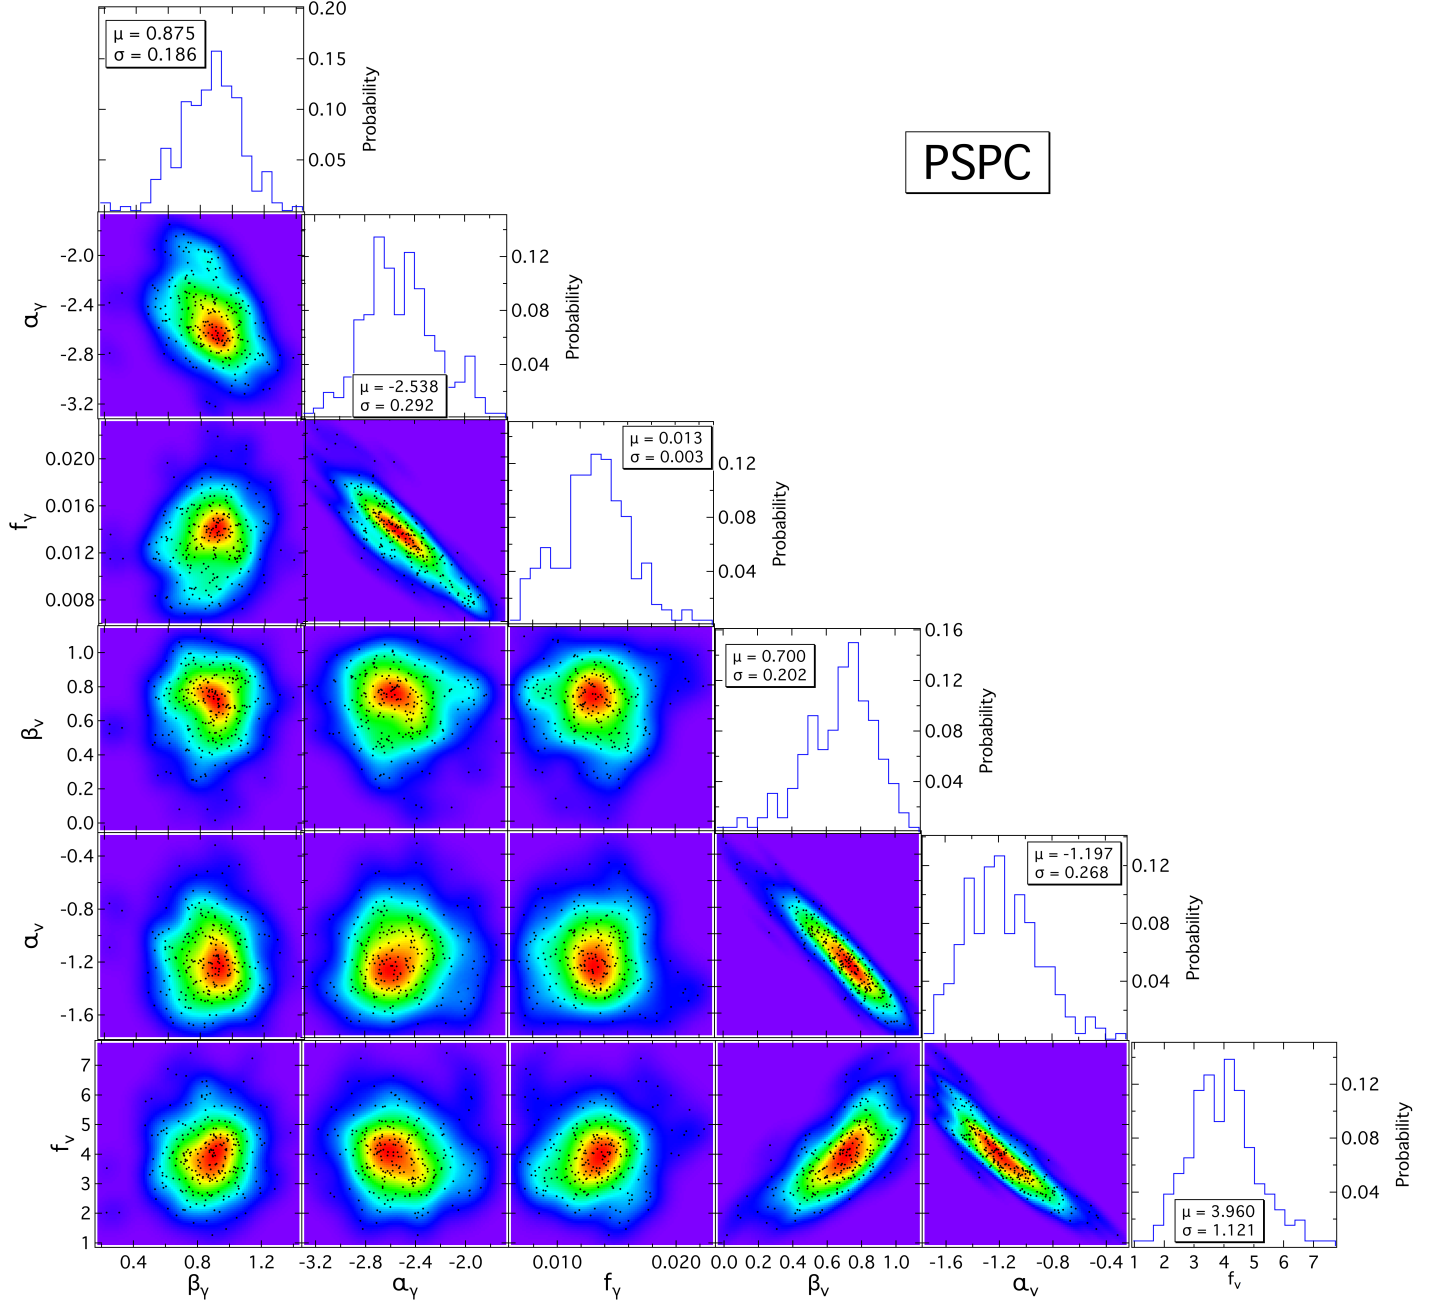 0.20
μ = 0.875
σ = 0.186
0.15
0.10
0.05
Probability
PSPC
-2.0
-2.4
-2.8
-3.2
αγ
μ = -2.538
σ = 0.292
0.12
0.08
0.04
Probability
0.020
0.016
0.012
0.008
fγ
μ = 0.013
σ = 0.003
0.12
0.08
0.04
Probability
1.0
0.8
0.6
0.4
0.2
0.0
βν
μ = 0.700
σ = 0.202
0.16
0.12
0.08
0.04
Probability
-0.4
-0.8
-1.2
-1.6
αν
μ = -1.197
σ = 0.268
0.12
0.08
0.04
Probability
7
6
5
4
3
2
1
fν
μ = 3.960
σ = 1.121
0.12
0.08
0.04
Probability
0.4 0.8 1.2
-3.2 -2.8 -2.4 -2.0
0.010 0.020
0.0 0.2 0.4 0.6 0.8 1.0
-1.6 -1.2 -0.8 -0.4
1 2 3 4 5 6 7
βγ αγ fγ βν αν fν